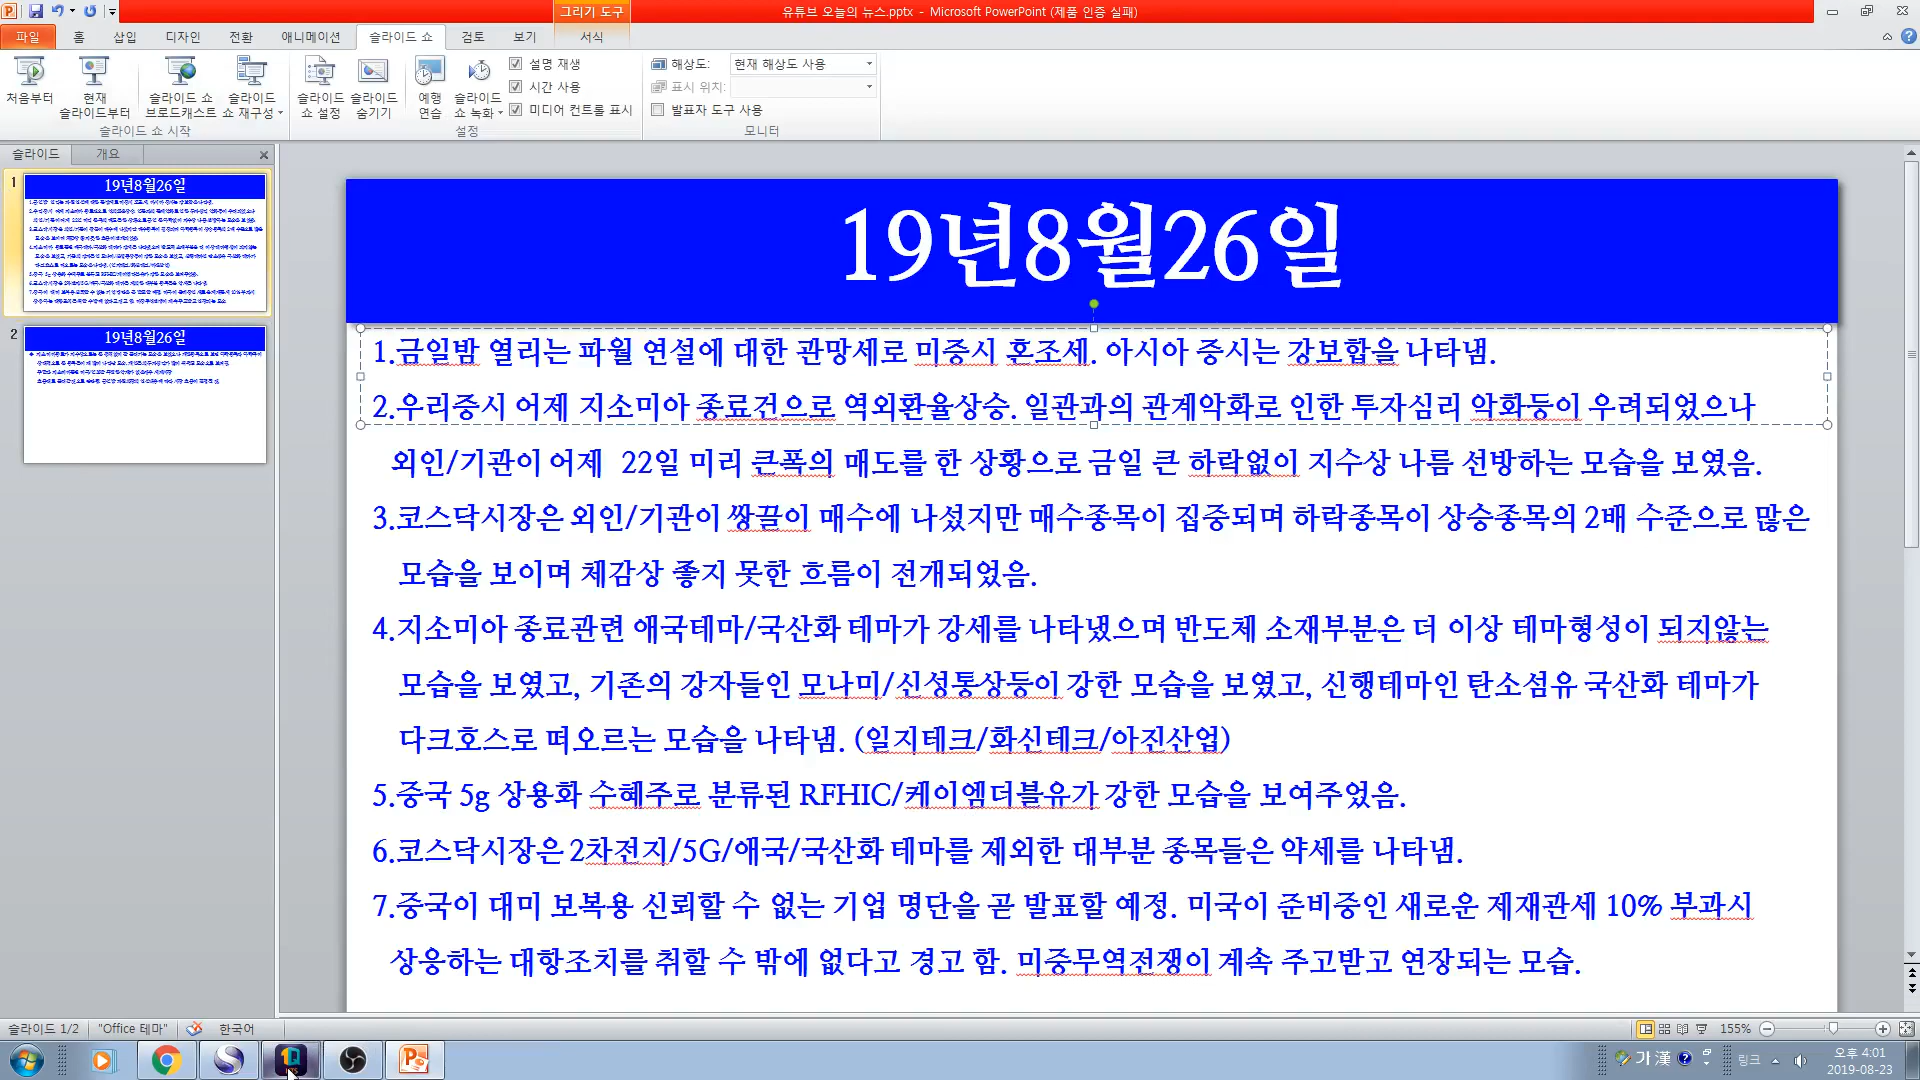 유튜브 오늘의 뉴스.pptx - Microsoft PowerPoint (제품 인증 실패)
그리기 도구
파일 홈 삽입 디자인 전환 애니메이션 슬라이드 쇼 검토 보기 서식
처음부터
현재 슬라이드부터
슬라이드 쇼 브로드캐스트
슬라이드 쇼 재구성
슬라이드 쇼 설정
슬라이드 숨기기
예행 연습
슬라이드 쇼 녹화
설명 재생
시간 사용
미디어 컨트롤 표시
해상도: 현재 해상도 사용
표시 위치:
발표자 도구 사용
슬라이드 쇼 시작 설정 모니터
슬라이드 개요
1
19년8월26일
2
19년8월26일
19년8월26일
1.금일밤 열리는 파월 연설에 대한 관망세로 미증시 혼조세. 아시아 증시는 강보합을 나타냄.
2.우리증시 어제 지소미아 종료건으로 역외환율상승. 일관과의 관계악화로 인한 투자심리 악화등이 우려되었으나
외인/기관이 어제 22일 미리 큰폭의 매도를 한 상황으로 금일 큰 하락없이 지수상 나름 선방하는 모습을 보였음.
3.코스닥시장은 외인/기관이 쌍끌이 매수에 나섰지만 매수종목이 집중되며 하락종목이 상승종목의 2배 수준으로 많은
모습을 보이며 체감상 좋지 못한 흐름이 전개되었음.
4.지소미아 종료관련 애국테마/국산화 테마가 강세를 나타냈으며 반도체 소재부분은 더 이상 테마형성이 되지않는
모습을 보였고, 기존의 강자들인 모나미/신성통상등이 강한 모습을 보였고, 신행테마인 탄소섬유 국산화 테마가
다크호스로 떠오르는 모습을 나타냄. (일지테크/화신테크/아진산업)
5.중국 5g 상용화 수혜주로 분류된 RFHIC/케이엠더블유가 강한 모습을 보여주었음.
6.코스닥시장은 2차전지/5G/애국/국산화 테마를 제외한 대부분 종목들은 약세를 나타냄.
7.중국이 대미 보복용 신뢰할 수 없는 기업 명단을 곧 발표할 예정. 미국이 준비중인 새로운 제재관세 10% 부과시
상응하는 대항조치를 취할 수 밖에 없다고 경고 함. 미중무역전쟁이 계속 주고받고 연장되는 모습.
슬라이드 1/2 "Office 테마" 한국어 155%
가 漢 링크
오후 4:01
2019-08-23